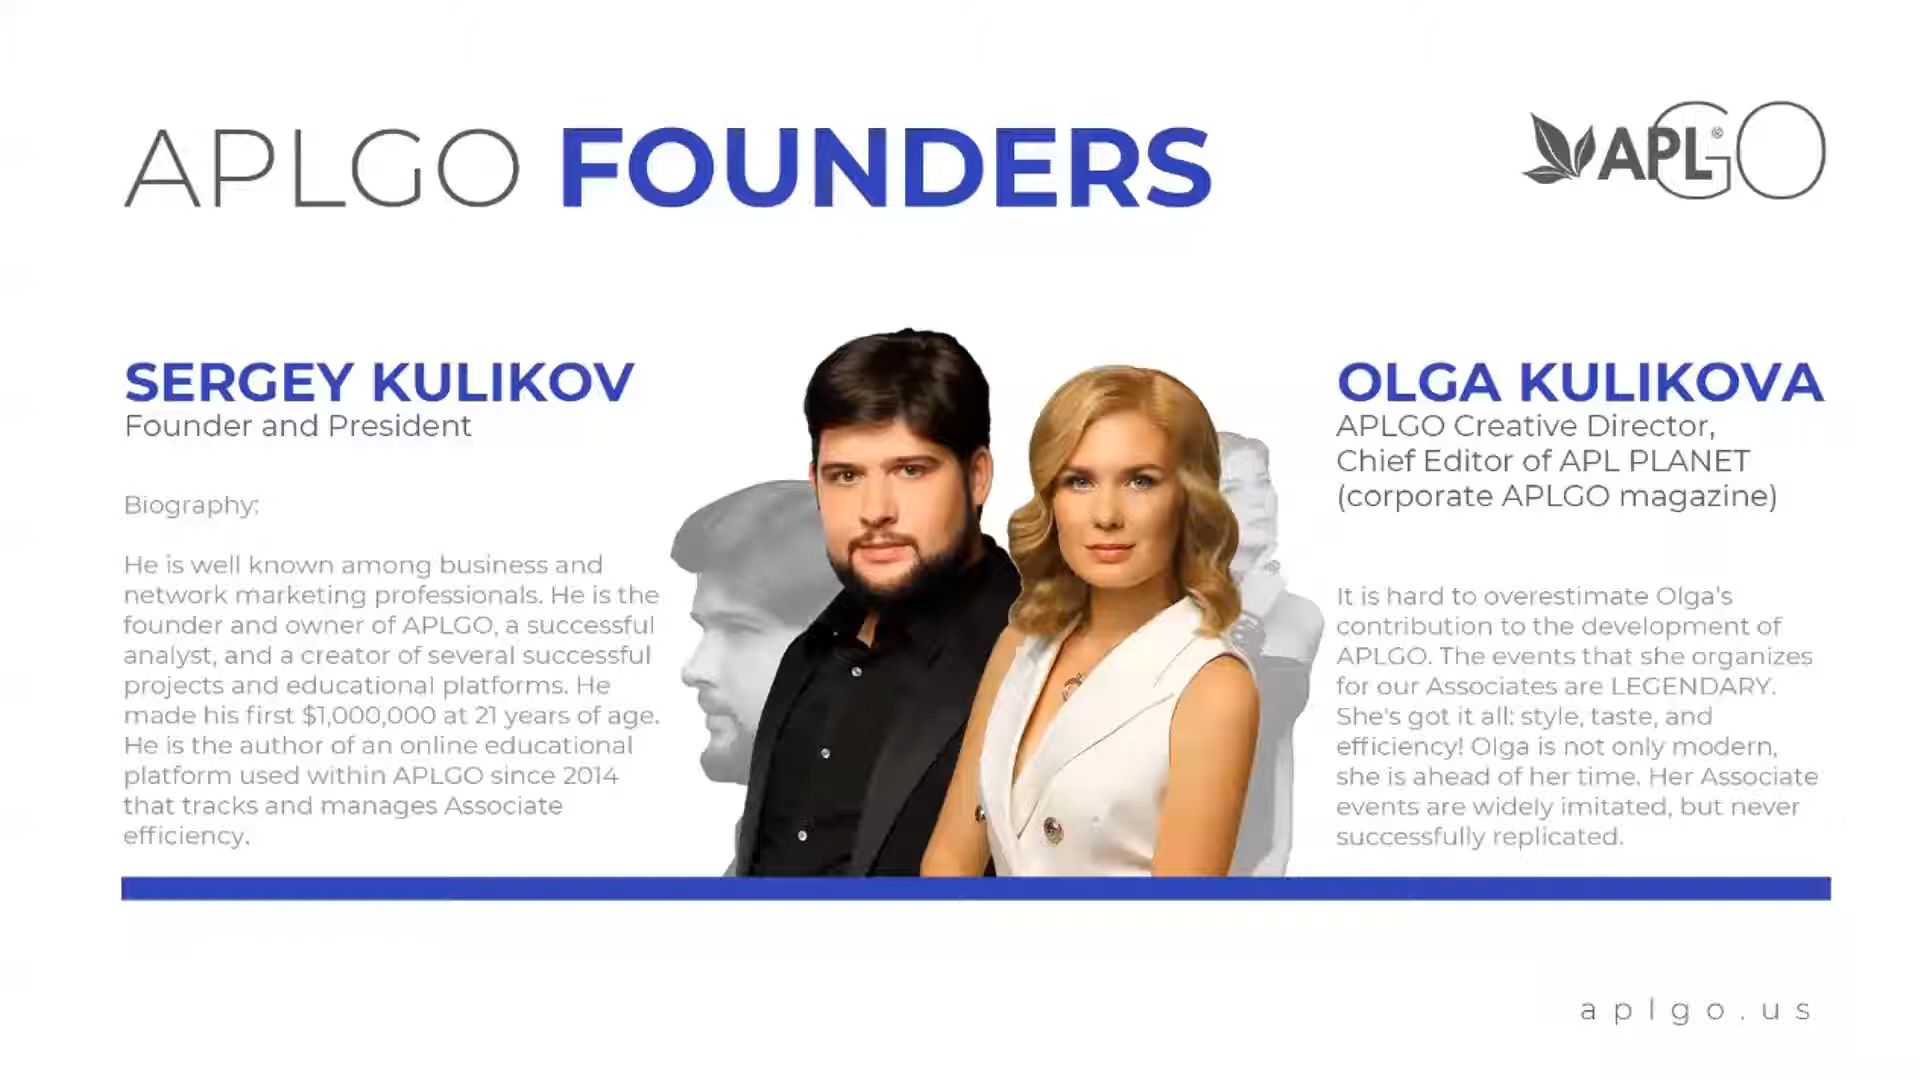 APLGO FOUNDERS
APLGO
SERGEY KULIKOV
Founder and President
Biography:
He is well known among business and
network marketing professionals. He is the
founder and owner of APLGO, a successful
analyst, and a creator of several successful
projects and educational platforms. He
made his first $1,000,000 at 21 years of age.
He is the author of an online educational
platform used within APLGO since 2014
that tracks and manages Associate
efficiency.
OLGA KULIKOVA
APLGO Creative Director,
Chief Editor of APL PLANET
(corporate APLGO magazine)
It is hard to overestimate Olga's
contribution to the development of
APLGO. The events that she organizes
for our Associates are LEGENDARY.
She's got it all: style, taste, and
efficiency! Olga is not only modern,
she is ahead of her time. Her Associate
events are widely imitated, but never
successfully replicated.
aplgo.us